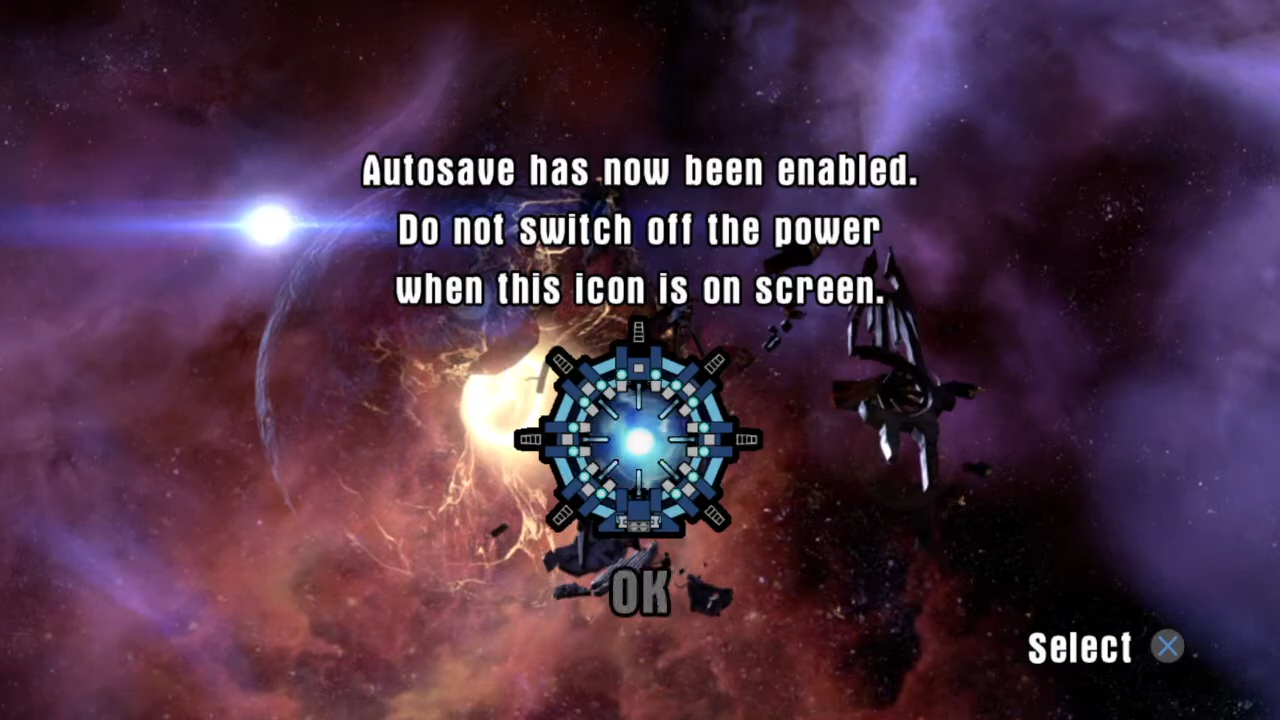 Autosave has now been enabled.
Do not switch off the power
when this icon is on screen.
OK
Select